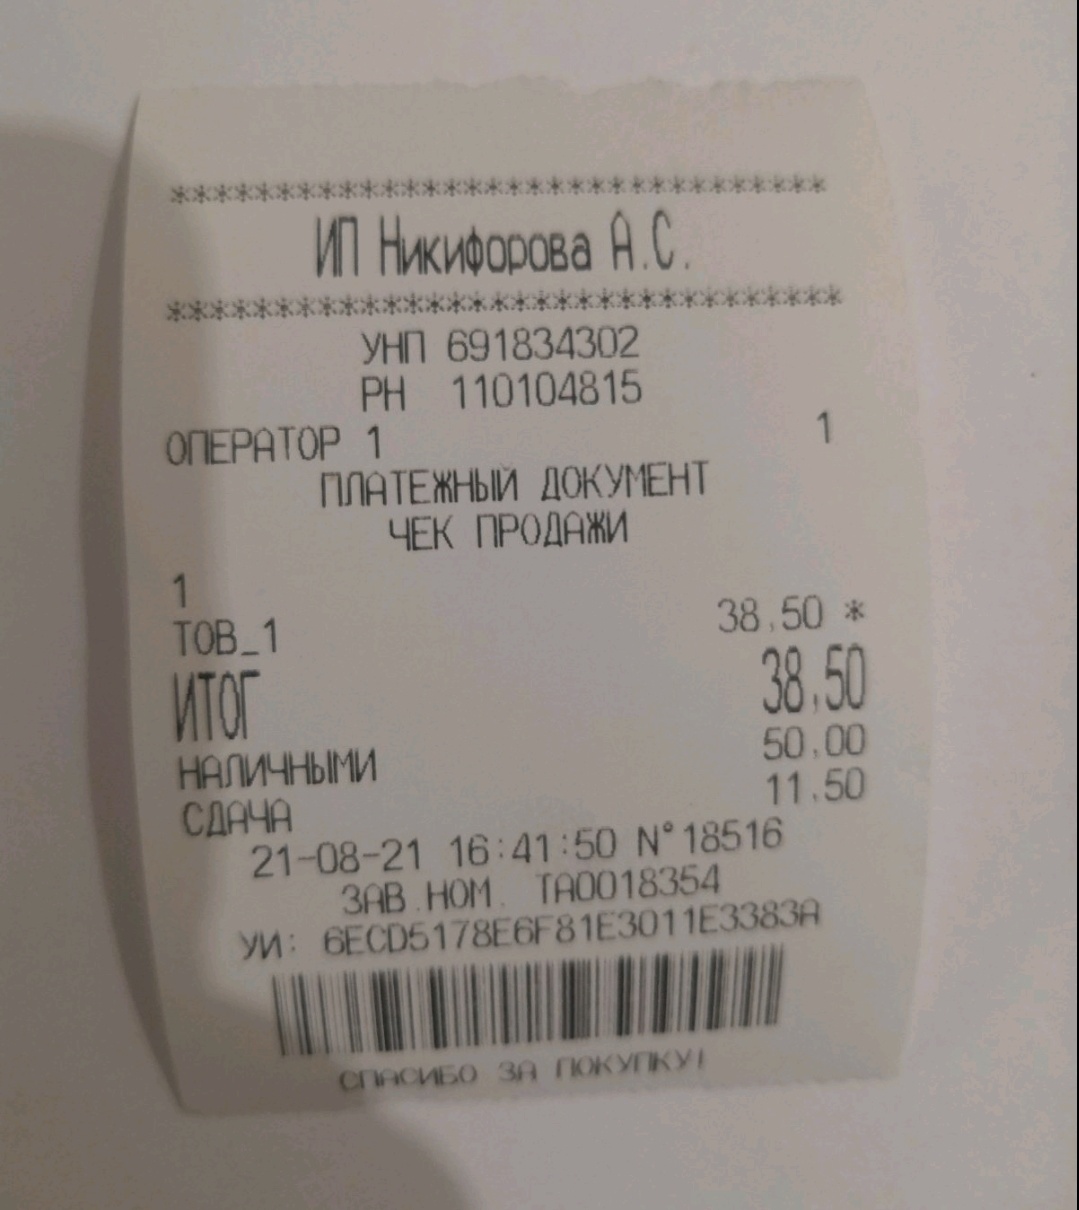 *******************************
ИП Никифорова А.С.
********************************
УНП 691834302
РН 110104815
ОПЕРАТОР 1 1
ПЛАТЕЖНЫЙ ДОКУМЕНТ
ЧЕК ПРОДАЖИ
1
ТОВ_1 38.50 *
ИТОГ 38.50
НАЛИЧНЫМИ 50.00
СДАЧА 11.50
21-08-21 16:41:50 N°18516
ЗАВ.НОМ. TA0018354
УИ: 6ECD5178E6F81E3011E3383A
СПАСИБО ЗА ПОКУПКУ!